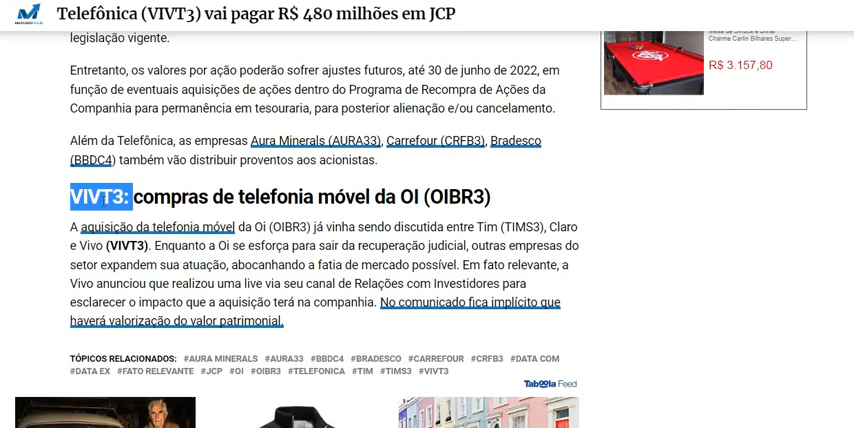 Telefônica (VIVT3) vai pagar R$ 480 milhões em JCP
legislação vigente.
Entretanto, os valores por ação poderão sofrer ajustes futuros, até 30 de junho de 2022, em
função de eventuais aquisições de ações dentro do Programa de Recompra de Ações da
Companhia para permanência em tesouraria, para posterior alienação e/ou cancelamento.
Além da Telefônica, as empresas Aura Minerals (AURA33), Carrefour (CRFB3), Bradesco
(BBDC4) também vão distribuir proventos aos acionistas.
VIVT3: compras de telefonia móvel da OI (OIBR3)
A aquisição da telefonia móvel da Oi (OIBR3) já vinha sendo discutida entre Tim (TIMS3), Claro
e Vivo (VIVT3). Enquanto a Oi se esforça para sair da recuperação judicial, outras empresas do
setor expandem sua atuação, abocanhando a fatia de mercado possível. Em fato relevante, a
Vivo anunciou que realizou uma live via seu canal de Relações com Investidores para
esclarecer o impacto que a aquisição terá na companhia. No comunicado fica implícito que
haverá valorização do valor patrimonial.
TÓPICOS RELACIONADOS: #AURA MINERALS #AURA33 #BBDC4 #BRADESCO #CARREFOUR #CRFB3 #DATA COM
#DATA EX #FATO RELEVANTE #JCP #OI #OIBR3 #TELEFONICA #TIM #TIMS3 #VIVT3
Taboola Feed
Charme Carlin Bilhares Super...
R$ 3.157,80